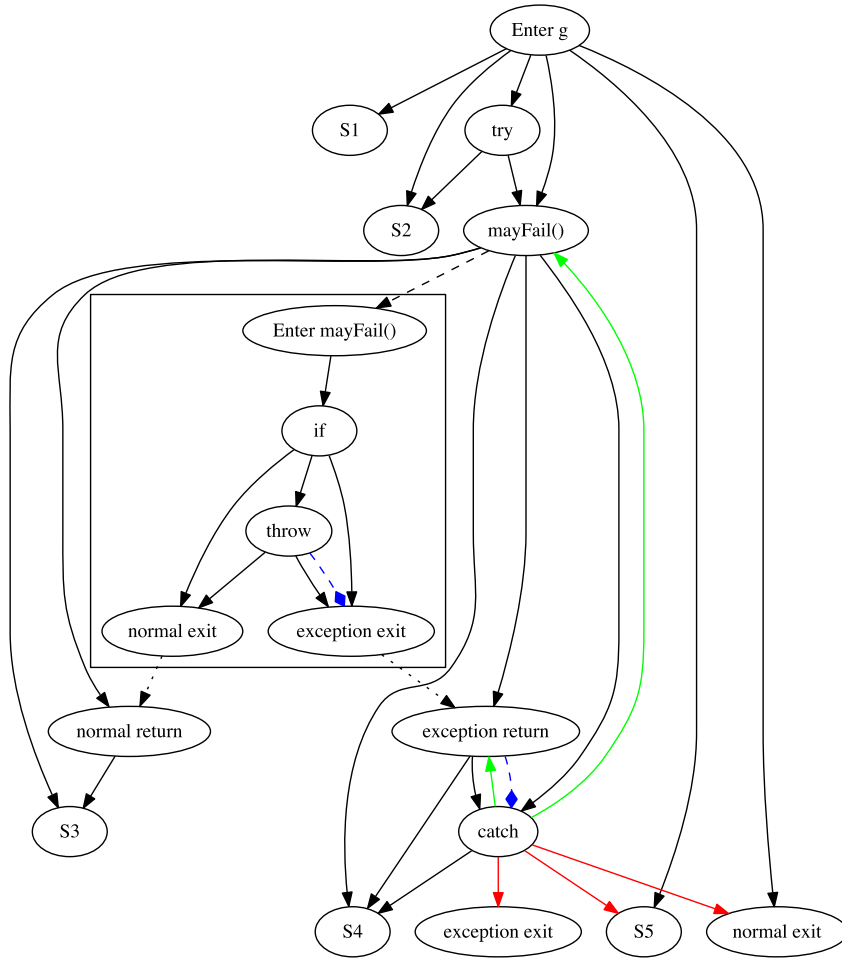 Enter g
S1
try
S2
mayFail()
Enter mayFail()
if
throw
normal exit
exception exit
normal return
exception return
S3
catch
S4
exception exit
S5
normal exit